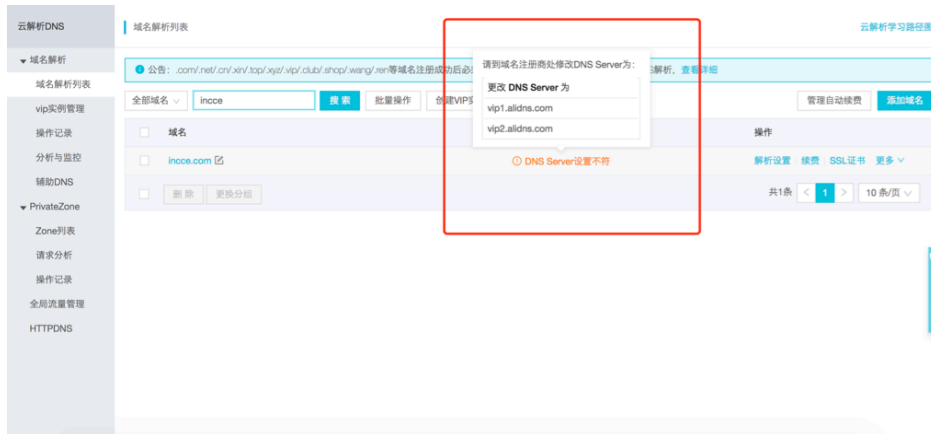 云解析DNS
域名解析列表
云解析学习路径图
域名解析
域名解析列表
vip实例管理
操作记录
分析与监控
辅助DNS
PrivateZone
Zone列表
请求分析
操作记录
全局流量管理
HTTPDNS
公告：.com/.net/.cn/.xin/.top/.xyz/.vip/.club/.shop/.wang/.ren等域名注册成功后必
解析，查看详细
请到域名注册商处修改DNS Server为：
更改 DNS Server 为
vip1.alidns.com
vip2.alidns.com
全部域名 incce 搜索 批量操作 创建VIP 管理自动续费 添加域名
域名 操作
incce.com DNS Server设置不符 解析设置 续费 SSL证书 更多
删除 更换分组 共1条 < 1 > 10 条/页